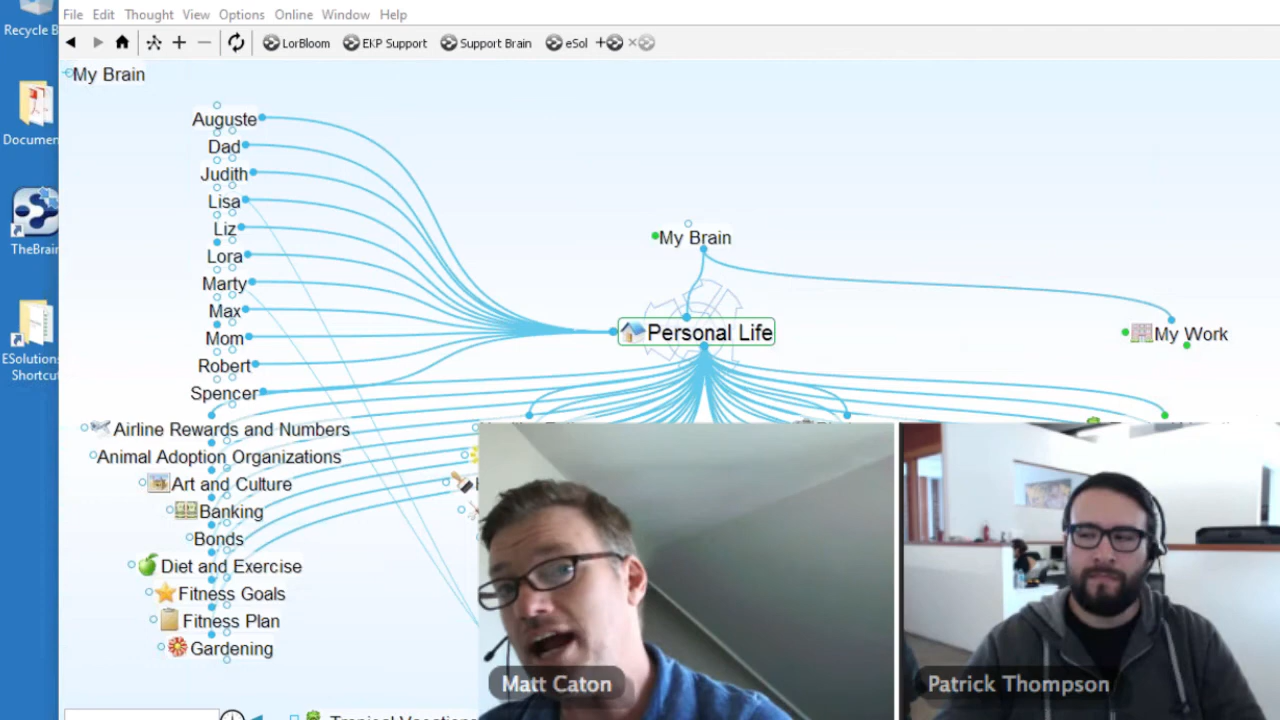 Recycle B
File Edit Thought View Options Online Window Help
LorBloom EKP Support Support Brain eSol
My Brain
Documen
TheBrain
ESolutions
Shortcut
Auguste
Dad
Judith
Lisa
Liz
Lora
Marty
Max
Mom
Robert
Spencer
My Brain
Personal Life
My Work
Airline Rewards and Numbers
Animal Adoption Organizations
Art and Culture
Banking
Bonds
Diet and Exercise
Fitness Goals
Fitness Plan
Gardening
Matt Caton
Patrick Thompson